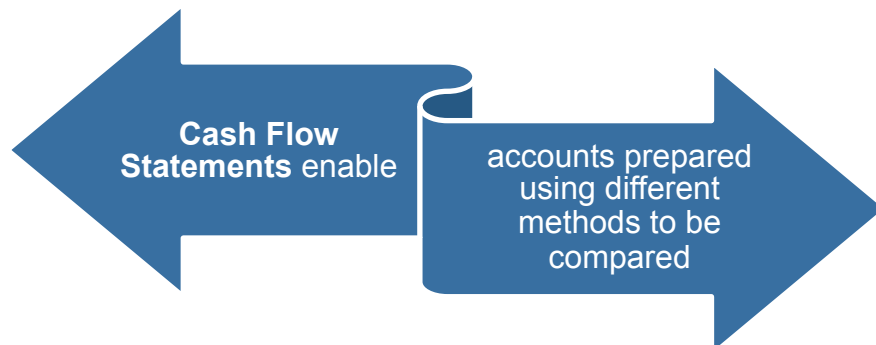 Cash Flow
Statements enable
accounts prepared
using different
methods to be
compared